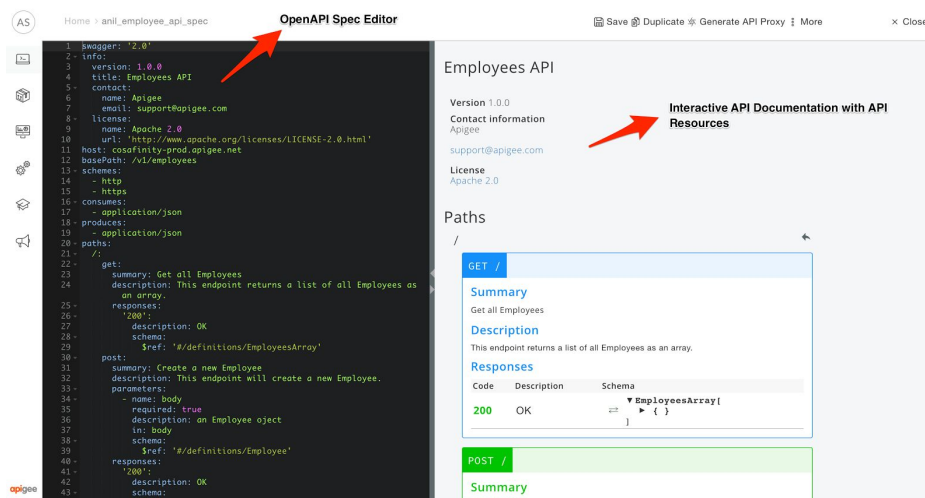 AS
Home > anil_employee_api_spec
OpenAPI Spec Editor
Save Duplicate Generate API Proxy More
× Close
1 swagger: '2.0'
2 - info:
3 version: 1.0.0
4 title: Employees API
5 - contact:
6 name: Apigee
7 email: support@apigee.com
8 - license:
9 name: Apache 2.0
10 url: 'http://www.apache.org/licenses/LICENSE-2.0.html'
11 host: cosafinity-prod.apigee.net
12 basePath: /v1/employees
13 - schemes:
14 - http
15 - https
16 - consumes:
17 - application/json
18 - produces:
19 - application/json
20 - paths:
21 - /:
22 - get:
23 summary: Get all Employees
24 description: This endpoint returns a list of all Employees as
an array.
25 - responses:
26 - '200':
27 description: OK
28 - schema:
29 $ref: '#/definitions/EmployeesArray'
30 - post:
31 summary: Create a new Employee
32 description: This endpoint will create a new Employee.
33 - parameters:
34 - - name: body
35 required: true
36 description: an Employee oject
37 in: body
38 - schema:
39 $ref: '#/definitions/Employee'
40 - responses:
41 - '200':
42 description: OK
43 - schema:
apigee
Employees API
Version 1.0.0
Contact information
Apigee
support@apigee.com
License
Apache 2.0
Interactive API Documentation with API
Resources
Paths
/
GET /
Summary
Get all Employees
Description
This endpoint returns a list of all Employees as an array.
Responses
Code Description Schema
200 OK
▼ EmployeesArray[
▶ { }
]
POST /
Summary